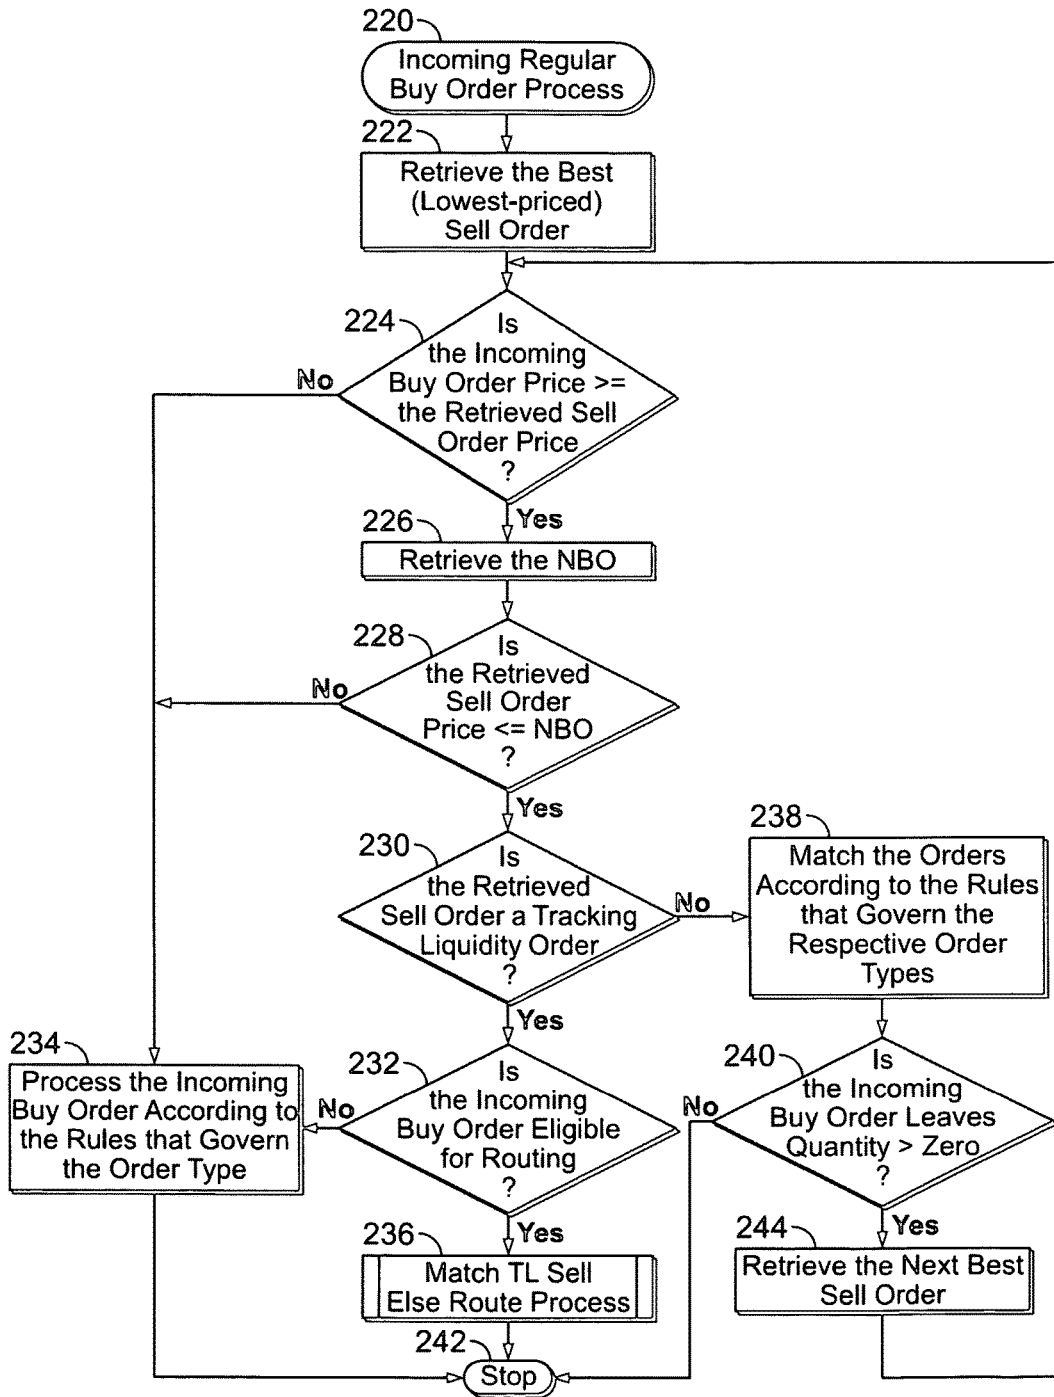 220
Incoming Regular
Buy Order Process
222
Retrieve the Best
(Lowest-priced)
Sell Order
224
Is
the Incoming
Buy Order Price >=
the Retrieved Sell
Order Price
?
No
Yes
226
Retrieve the NBO
228
Is
the Retrieved
Sell Order
Price <= NBO
?
No
Yes
230
Is
the Retrieved
Sell Order a Tracking
Liquidity Order
?
No
Yes
238
Match the Orders
According to the Rules
that Govern the
Respective Order
Types
232
Is
the Incoming
Buy Order Eligible
for Routing
?
No
Yes
234
Process the Incoming
Buy Order According to
the Rules that Govern
the Order Type
240
Is
the Incoming
Buy Order Leaves
Quantity > Zero
?
No
Yes
236
Match TL Sell
Else Route Process
244
Retrieve the Next Best
Sell Order
242
Stop